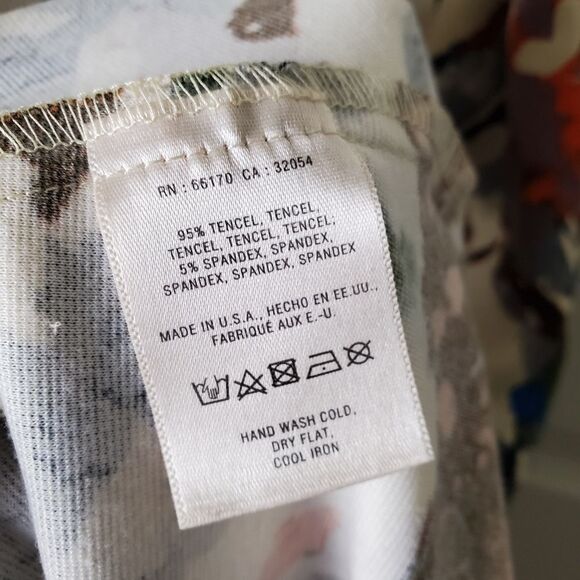 RN : 66170 CA : 32054
95% TENCEL, TENCEL,
TENCEL, TENCEL, TENCEL;
5% SPANDEX, SPANDEX,
SPANDEX, SPANDEX, SPANDEX
MADE IN U.S.A., HECHO EN EE.UU.,
FABRIQUÉ AUX E.-U.
HAND WASH COLD,
DRY FLAT,
COOL IRON